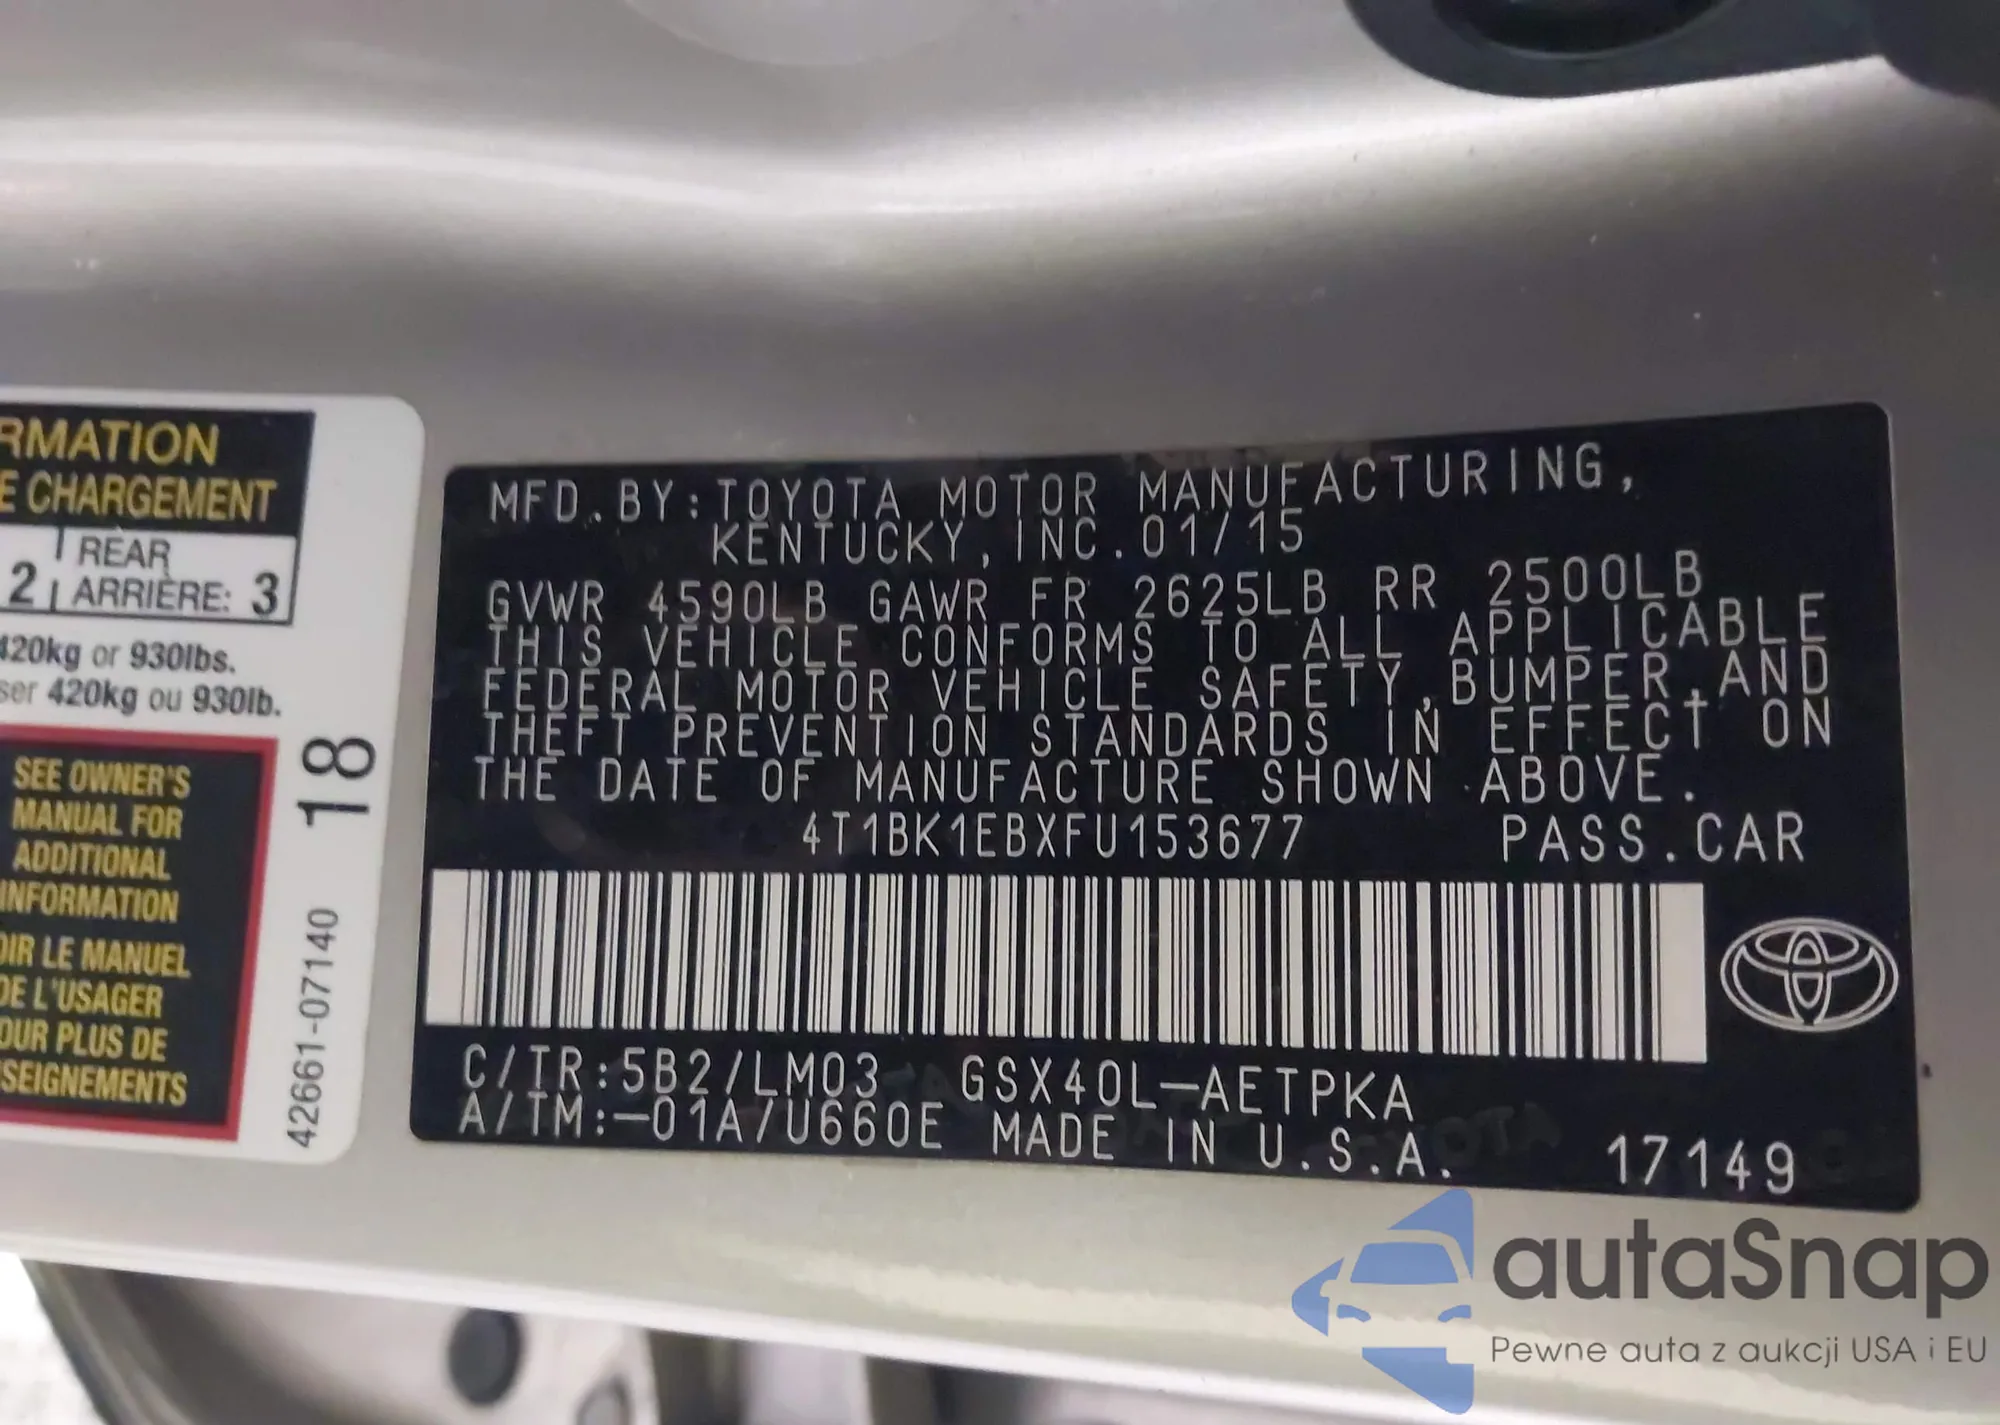 RMATION
E CHARGEMENT
2 REAR
ARRIÈRE: 3
420kg or 930lbs.
ser 420kg ou 930lb.
SEE OWNER'S
MANUAL FOR
ADDITIONAL
INFORMATION
OIR LE MANUEL
DE L'USAGER
OUR PLUS DE
SEIGNEMENTS
18
42661-07140
MFD.BY:TOYOTA MOTOR MANUFACTURING,
KENTUCKY,INC.01/15
GVWR 4590LB GAWR FR 2625LB RR 2500LB
THIS VEHICLE CONFORMS TO ALL APPLICABLE
FEDERAL MOTOR VEHICLE SAFETY,BUMPER,AND
THEFT PREVENTION STANDARDS IN EFFECT ON
THE DATE OF MANUFACTURE SHOWN ABOVE.
4T1BK1EBXFU153677 PASS.CAR
C/TR:5B2/LM03 GSX40L-AETPKA
A/TM:-01A/U660E MADE IN U.S.A. 17149
autaSnap
Pewne auta z aukcji USA i EU